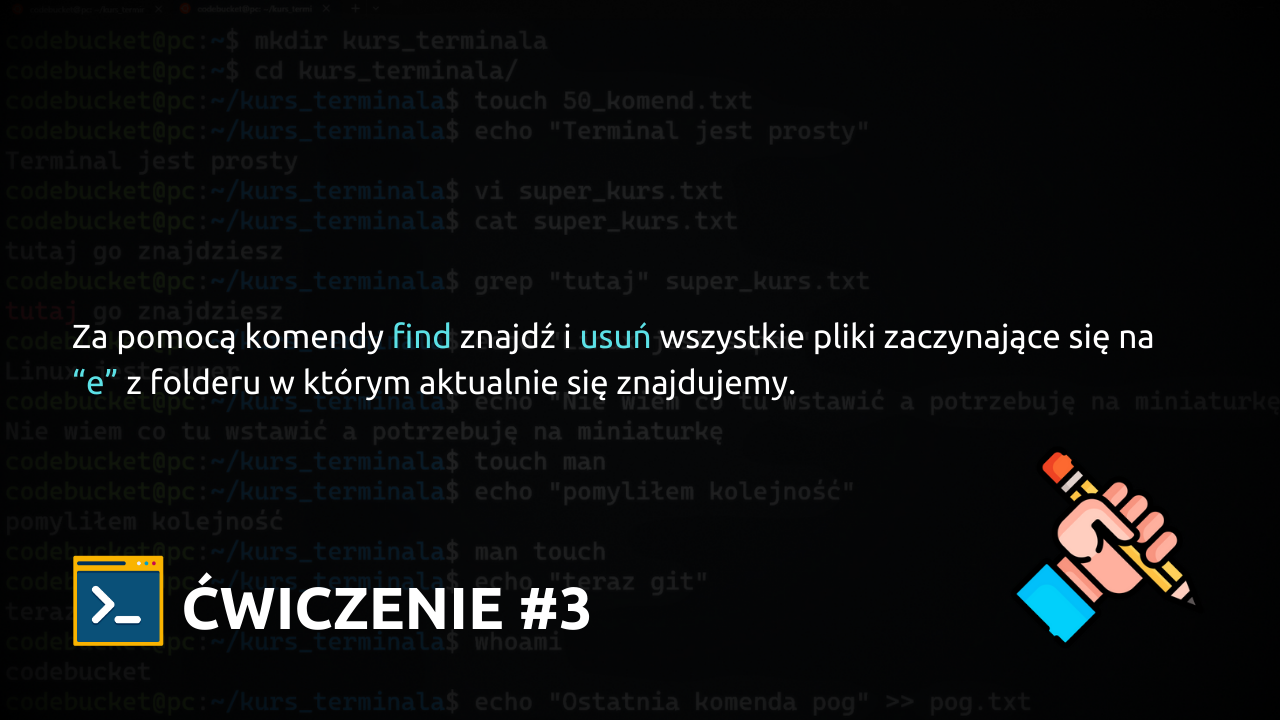 codebucket@pc:~$ mkdir kurs_terminala
codebucket@pc:~$ cd kurs_terminala/
codebucket@pc:~/kurs_terminala$ touch 50_komend.txt
codebucket@pc:~/kurs_terminala$ echo "Terminal jest prosty"
Terminal jest prosty
codebucket@pc:~/kurs_terminala$ vi super_kurs.txt
codebucket@pc:~/kurs_terminala$ cat super_kurs.txt
tutaj go znajdziesz
codebucket@pc:~/kurs_terminala$ grep "tutaj" super_kurs.txt
tutaj go znajdziesz
Za pomocą komendy find znajdź i usuń wszystkie pliki zaczynające się na
“e” z folderu w którym aktualnie się znajdujemy.
codebucket@pc:~/kurs_terminala$ echo "Nie wiem co tu wstawić a potrzebuję na miniaturkę
Nie wiem co tu wstawić a potrzebuję na miniaturkę
codebucket@pc:~/kurs_terminala$ touch man
codebucket@pc:~/kurs_terminala$ echo "pomyliłem kolejność"
pomyliłem kolejność
codebucket@pc:~/kurs_terminala$ man touch
codebucket@pc:~/kurs_terminala$ echo "teraz git"
teraz
ĆWICZENIE #3
codebucket@pc:~/kurs_terminala$ whoami
codebucket
codebucket@pc:~/kurs_terminala$ echo "Ostatnia komenda pog" >> pog.txt